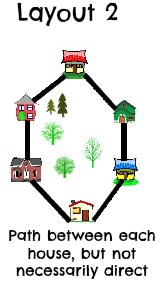 Layout 2
Path between each
house, but not
necessarily direct